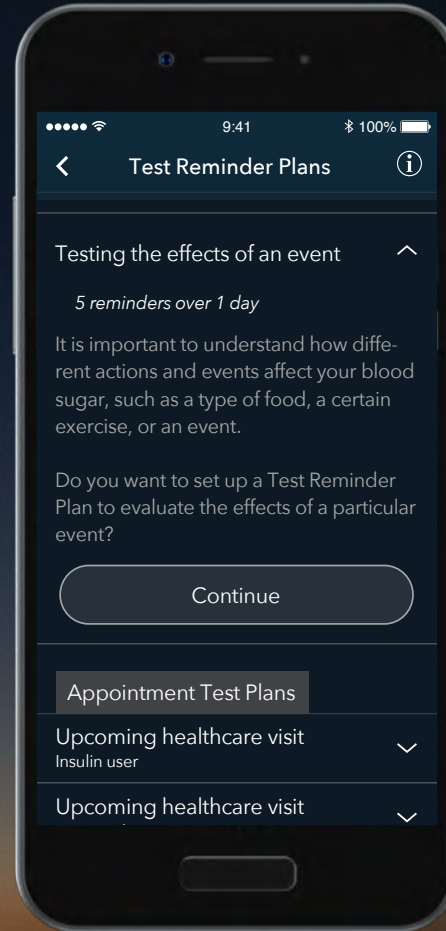 9:41
100%
Test Reminder Plans
Testing the effects of an event
5 reminders over 1 day
It is important to understand how diffe-
rent actions and events affect your blood
sugar, such as a type of food, a certain
exercise, or an event.
Do you want to set up a Test Reminder
Plan to evaluate the effects of a particular
event?
Continue
Appointment Test Plans
Upcoming healthcare visit
Insulin user
Upcoming healthcare visit